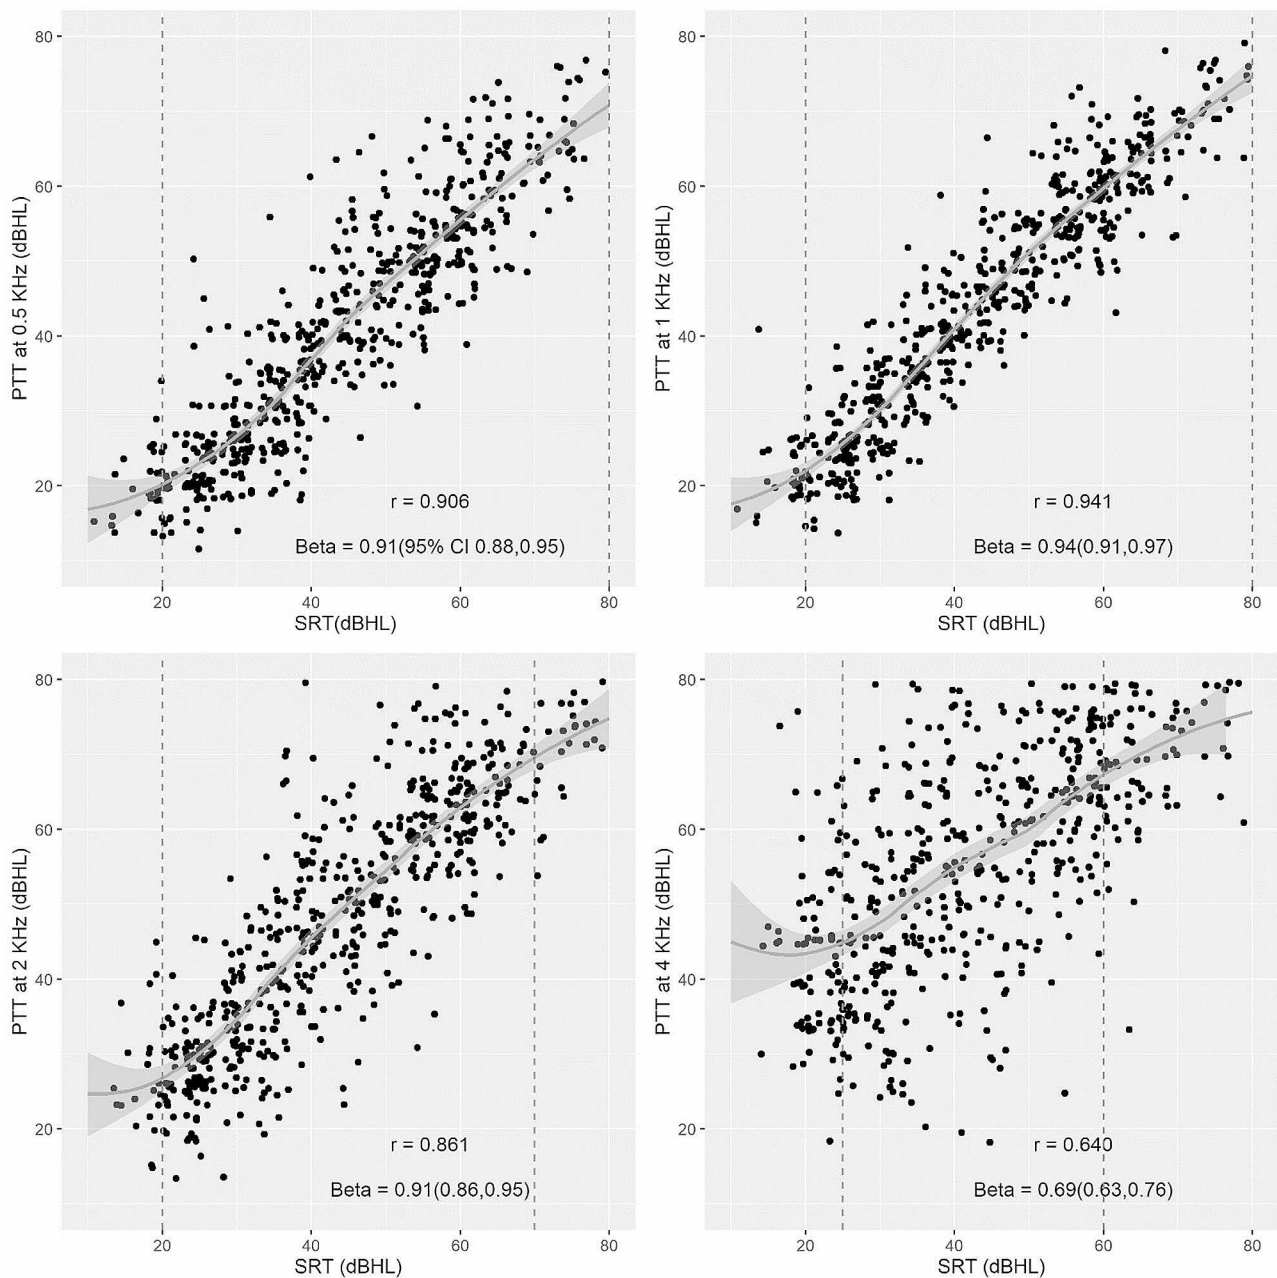 80
60
40
20
PTT at 0.5 KHz (dBHL)
r = 0.906
Beta = 0.91(95% CI 0.88,0.95)
20 40 60 80
SRT(dBHL)
80
60
40
20
PTT at 1 KHz (dBHL)
r = 0.941
Beta = 0.94(0.91,0.97)
20 40 60 80
SRT (dBHL)
80
60
40
20
PTT at 2 KHz (dBHL)
r = 0.861
Beta = 0.91(0.86,0.95)
20 40 60 80
SRT (dBHL)
80
60
40
20
PTT at 4 KHz (dBHL)
r = 0.640
Beta = 0.69(0.63,0.76)
20 40 60 80
SRT (dBHL)